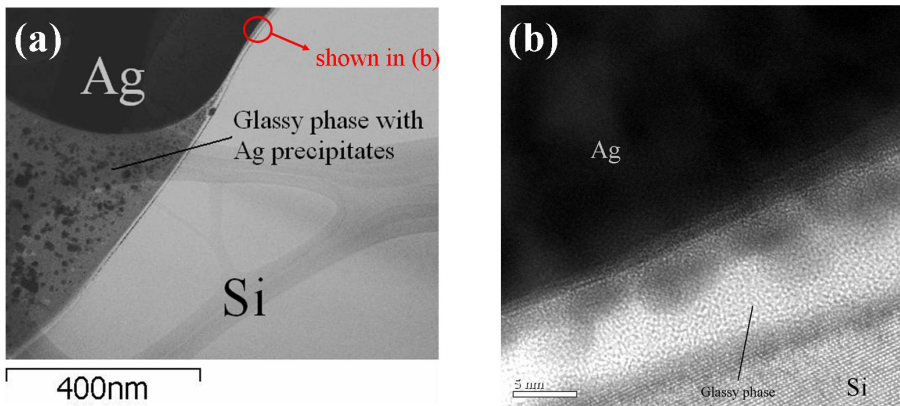 (a)
Ag
shown in (b)
Glassy phase with
Ag precipitates
Si
400nm
(b)
Ag
5 nm
Glassy phase
Si